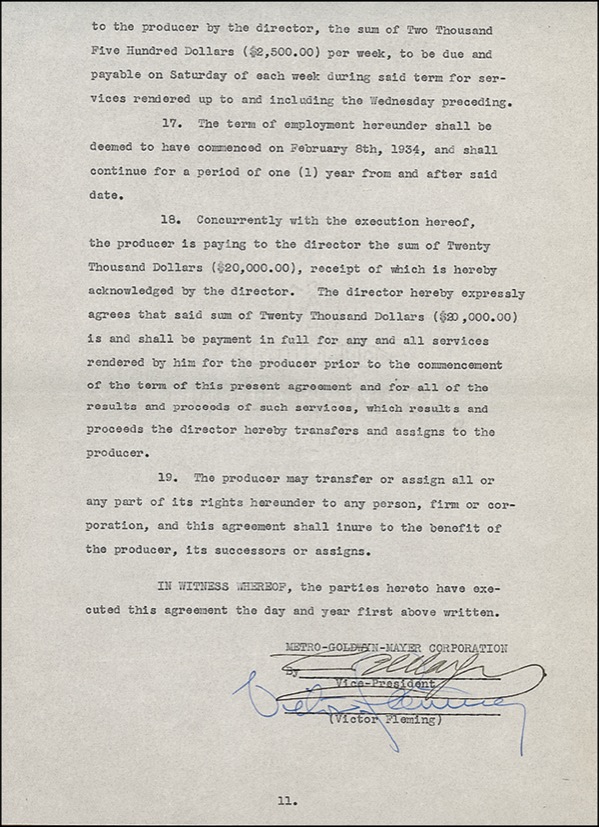 to the producer by the director, the sum of Two Thousand
Five Hundred Dollars ($2,500.00) per week, to be due and
payable on Saturday of each week during said term for ser-
vices rendered up to and including the Wednesday preceding.
17. The term of employment hereunder shall be
deemed to have commenced on February 8th, 1934, and shall
continue for a period of one (1) year from and after said
date.
18. Concurrently with the execution hereof,
the producer is paying to the director the sum of Twenty
Thousand Dollars ($20,000.00), receipt of which is hereby
acknowledged by the director. The director hereby expressly
agrees that said sum of Twenty Thousand Dollars ($20,000.00)
is and shall be payment in full for any and all services
rendered by him for the producer prior to the commencement
of the term of this present agreement and for all of the
results and proceeds of such services, which results and
proceeds the director hereby transfers and assigns to the
producer.
19. The producer may transfer or assign all or
any part of its rights hereunder to any person, firm or cor-
poration, and this agreement shall inure to the benefit of
the producer, its successors or assigns.
IN WITNESS WHEREOF, the parties hereto have exe-
cuted this agreement the day and year first above written.
METRO-GOLDWYN-MAYER CORPORATION
By
Vice-President
Victor Fleming
(Victor Fleming)
11.